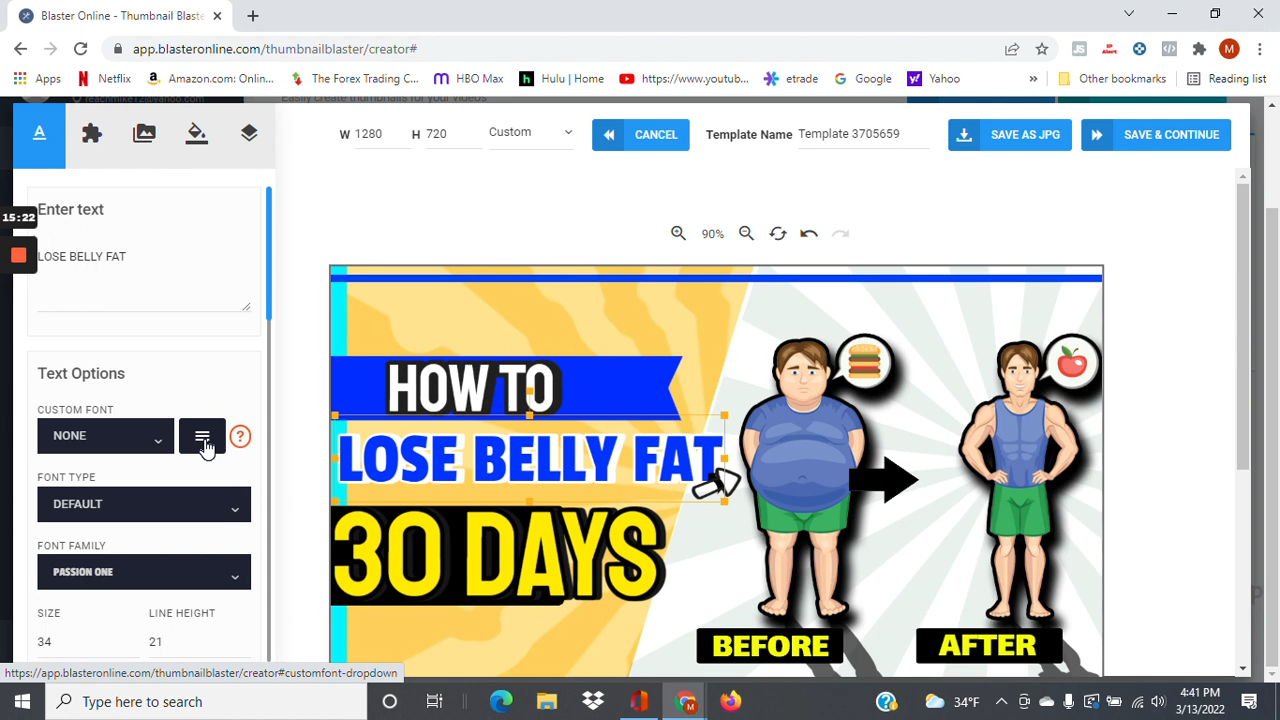 Blaster Online - Thumbnail Blaste
app.blasteronline.com/thumbnailblaster/creator#
M
Apps
Netflix
Amazon.com: Onlin...
The Forex Trading C...
HBO Max
Hulu | Home
https://www.youtub...
etrade
Google
Yahoo
»
Other bookmarks
Reading list
reachmike12@yahoo.com
Easily create thumbnails for your videos
A
W 1280
H 720
Custom
CANCEL
Template Name Template 3705659
SAVE AS JPG
SAVE & CONTINUE
Enter text
15:22
LOSE BELLY FAT
90%
Text Options
CUSTOM FONT
NONE
?
FONT TYPE
DEFAULT
FONT FAMILY
PASSION ONE
SIZE
LINE HEIGHT
34
21
HOW TO
LOSE BELLY FAT
30 DAYS
BEFORE
AFTER
https://app.blasteronline.com/thumbnailblaster/creator#customfont-dropdown
Type here to search
34°F
4:41 PM
3/13/2022